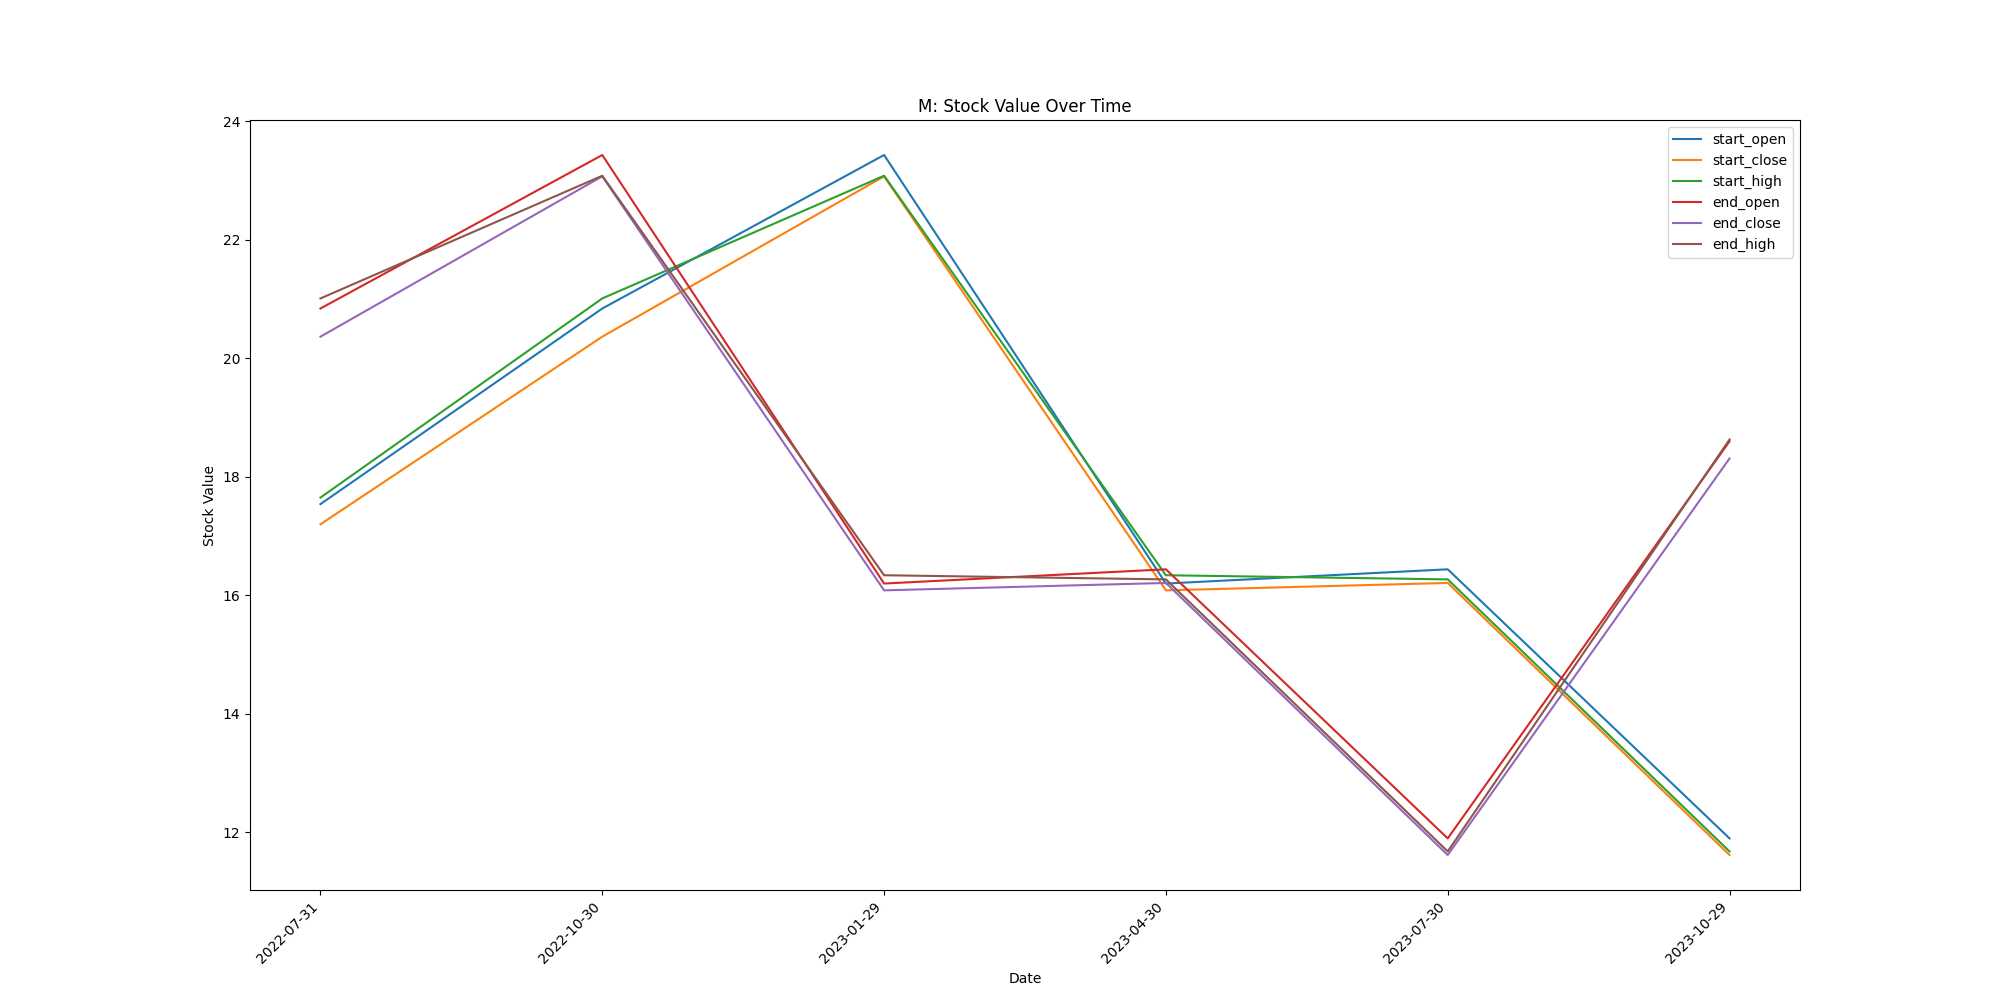 M: Stock Value Over Time
24
22
20
18
16
14
12
Stock Value
start_open
start_close
start_high
end_open
end_close
end_high
2022-07-31
2022-10-30
2023-01-29
2023-04-30
2023-07-30
2023-10-29
Date